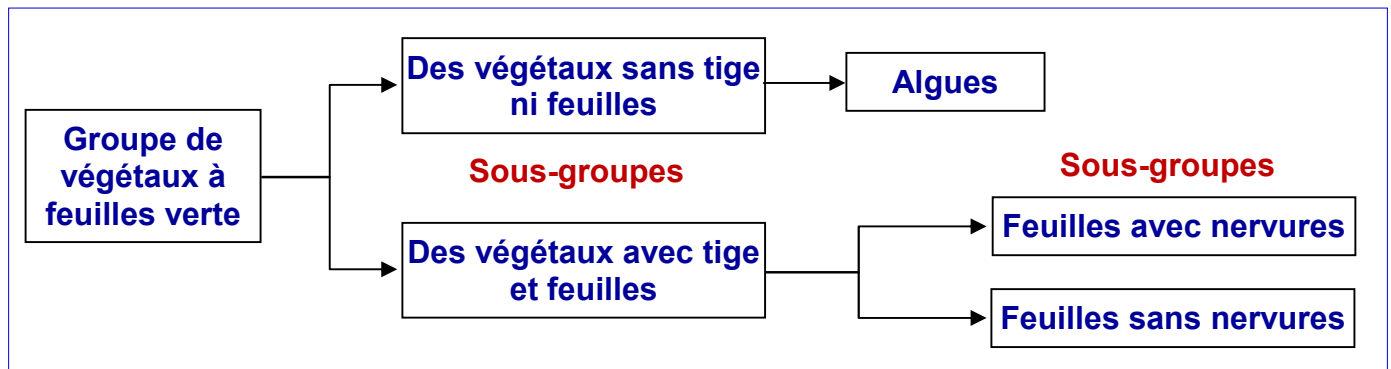 Groupe de
végétaux à
feuilles verte
Des végétaux sans tige
ni feuilles
Algues
Sous-groupes
Des végétaux avec tige
et feuilles
Sous-groupes
Feuilles avec nervures
Feuilles sans nervures